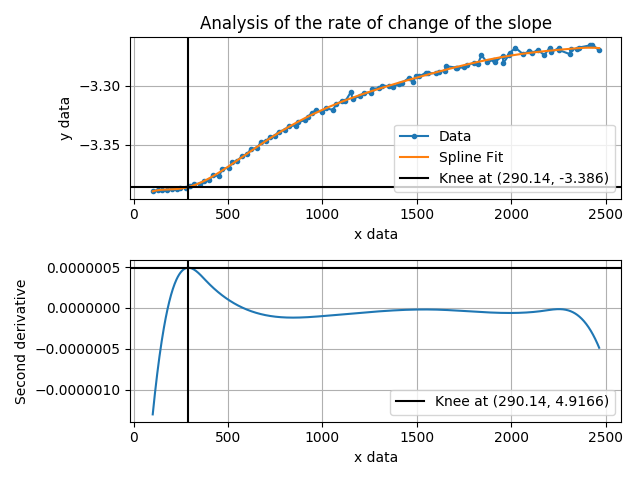 Analysis of the rate of change of the slope
y data
−3.30
−3.35
Data
Spline Fit
Knee at (290.14, -3.386)
0 500 1000 1500 2000 2500
x data
Second derivative
0.0000005
0.0000000
−0.0000005
−0.0000010
Knee at (290.14, 4.9166)
0 500 1000 1500 2000 2500
x data